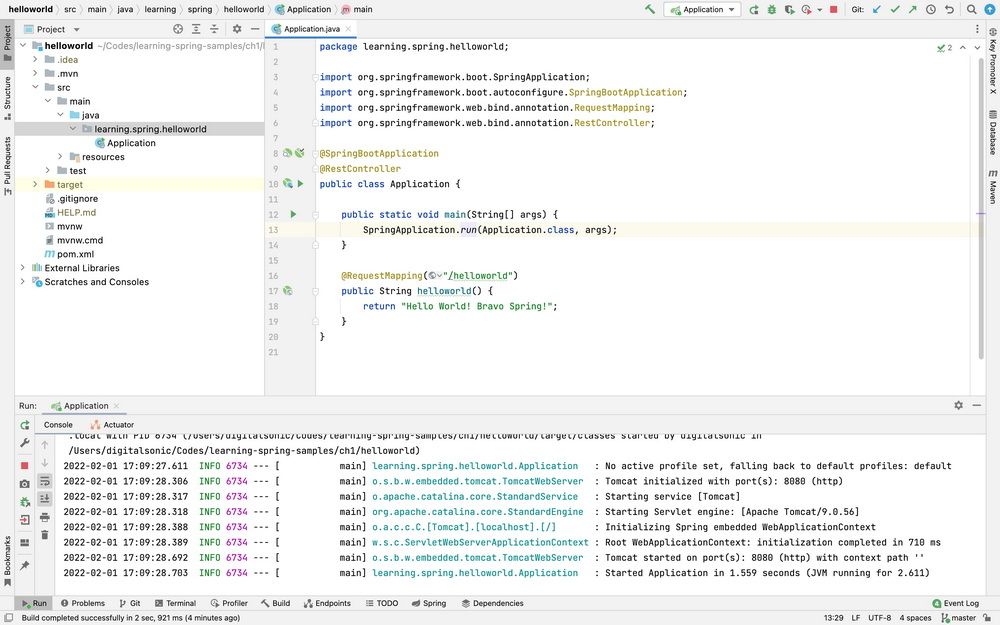 helloworld src main java learning spring helloworld Application main
Application Git:
Project
Application.java
helloworld ~/Codes/learning-spring-samples/ch1/
.idea
.mvn
src
main
java
learning.spring.helloworld
Application
resources
test
target
.gitignore
HELP.md
mvnw
mvnw.cmd
pom.xml
External Libraries
Scratches and Consoles
Project
Structure
Pull Requests
Bookmarks
1 package learning.spring.helloworld;
2
3 import org.springframework.boot.SpringApplication;
4 import org.springframework.boot.autoconfigure.SpringBootApplication;
5 import org.springframework.web.bind.annotation.RequestMapping;
6 import org.springframework.web.bind.annotation.RestController;
7
8 @SpringBootApplication
9 @RestController
10 public class Application {
11
12 public static void main(String[] args) {
13 SpringApplication.run(Application.class, args);
14 }
15
16 @RequestMapping("/helloworld")
17 public String helloworld() {
18 return "Hello World! Bravo Spring!";
19 }
20 }
21
2
Key Promoter X
Database
Maven
Run: Application
Console Actuator
.local with PID 6734 (/Users/digitalsonic/Codes/learning-spring-samples/ch1/helloworld/target/classes started by digitalsonic in
/Users/digitalsonic/Codes/learning-spring-samples/ch1/helloworld)
2022-02-01 17:09:27.611 INFO 6734 --- [ main] learning.spring.helloworld.Application : No active profile set, falling back to default profiles: default
2022-02-01 17:09:28.306 INFO 6734 --- [ main] o.s.b.w.embedded.tomcat.TomcatWebServer : Tomcat initialized with port(s): 8080 (http)
2022-02-01 17:09:28.317 INFO 6734 --- [ main] o.apache.catalina.core.StandardService : Starting service [Tomcat]
2022-02-01 17:09:28.318 INFO 6734 --- [ main] org.apache.catalina.core.StandardEngine : Starting Servlet engine: [Apache Tomcat/9.0.56]
2022-02-01 17:09:28.388 INFO 6734 --- [ main] o.a.c.c.C.[Tomcat].[localhost].[/] : Initializing Spring embedded WebApplicationContext
2022-02-01 17:09:28.389 INFO 6734 --- [ main] w.s.c.ServletWebServerApplicationContext : Root WebApplicationContext: initialization completed in 710 ms
2022-02-01 17:09:28.692 INFO 6734 --- [ main] o.s.b.w.embedded.tomcat.TomcatWebServer : Tomcat started on port(s): 8080 (http) with context path ''
2022-02-01 17:09:28.703 INFO 6734 --- [ main] learning.spring.helloworld.Application : Started Application in 1.559 seconds (JVM running for 2.611)
Run Problems Git Terminal Profiler Build Endpoints TODO Spring Dependencies 4 Event Log
Build completed successfully in 2 sec, 921 ms (4 minutes ago) 13:29 LF UTF-8 4 spaces master